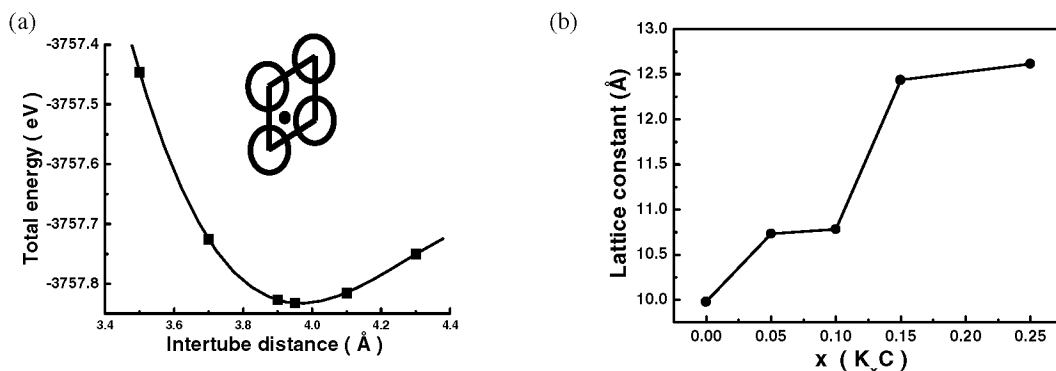 (a)
-3757.4
-3757.5
-3757.6
-3757.7
-3757.8
Total energy ( eV )
3.4 3.6 3.8 4.0 4.2 4.4
Intertube distance ( Å )
(b)
13.0
12.5
12.0
11.5
11.0
10.5
10.0
Lattice constant (Å)
0.00 0.05 0.10 0.15 0.20 0.25
x ( KₓC )